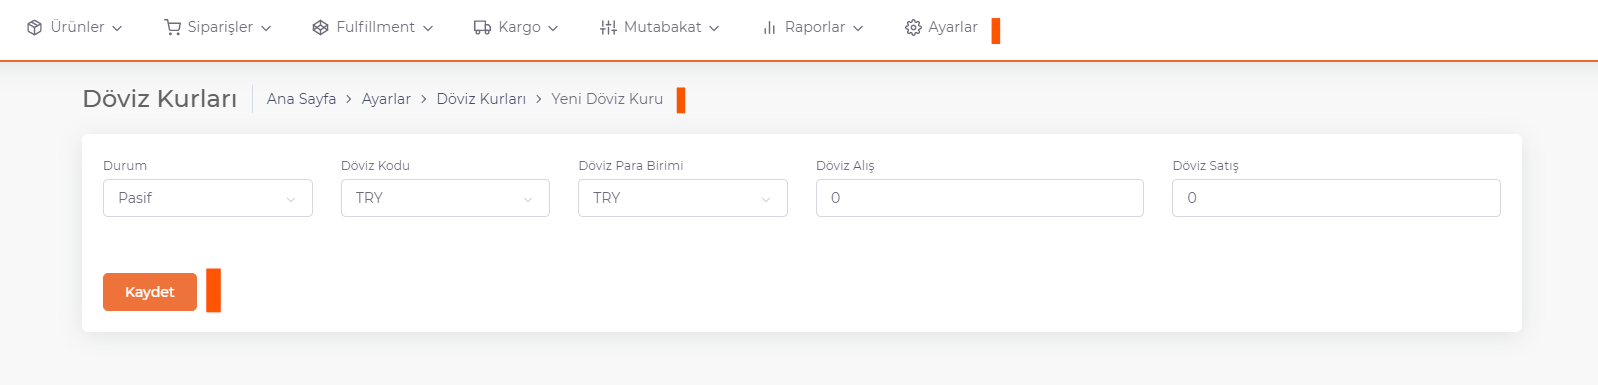 Ürünler Siparişler Fulfillment Kargo Mutabakat Raporlar Ayarlar
Döviz Kurları Ana Sayfa > Ayarlar > Döviz Kurları > Yeni Döviz Kuru
Durum Döviz Kodu Döviz Para Birimi Döviz Alış Döviz Satış
Pasif TRY TRY 0 0
Kaydet